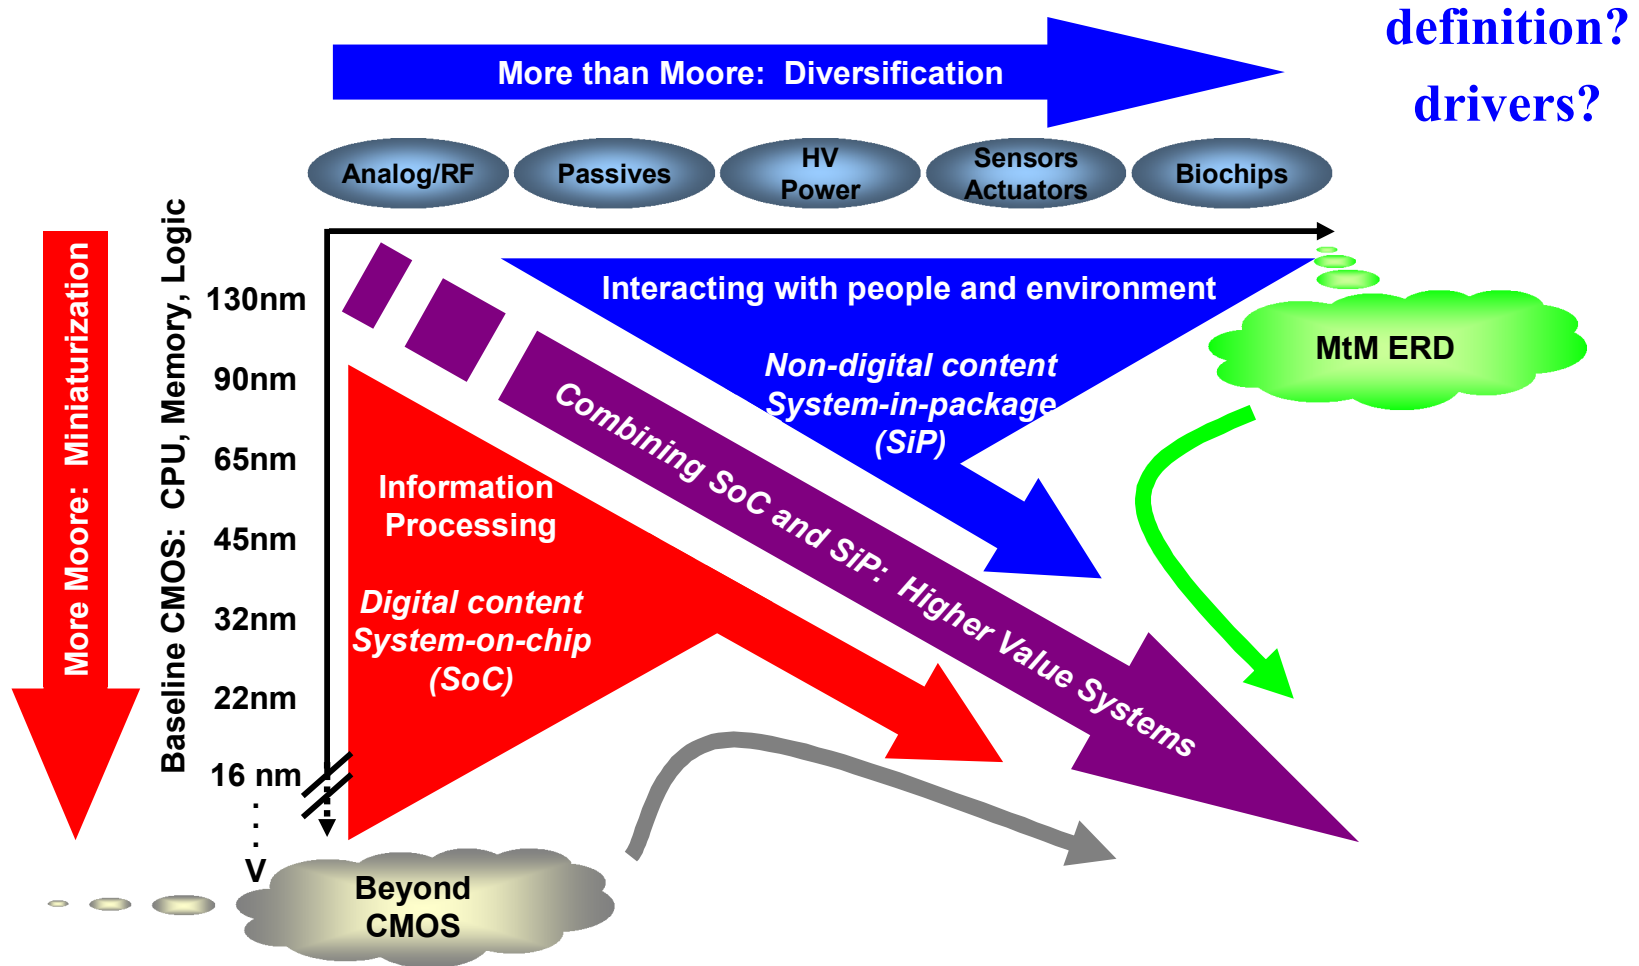 definition?
drivers?
More than Moore:  Diversification
Analog/RF
Passives
HV
Power
Sensors
Actuators
Biochips
More Moore:  Miniaturization
Baseline CMOS:  CPU, Memory, Logic
130nm
90nm
65nm
45nm
32nm
22nm
16 nm
.
.
.
V
Interacting with people and environment
Non-digital content
System-in-package
(SiP)
MtM ERD
Combining SoC and SiP:  Higher Value Systems
Information
Processing
Digital content
System-on-chip
(SoC)
Beyond
CMOS